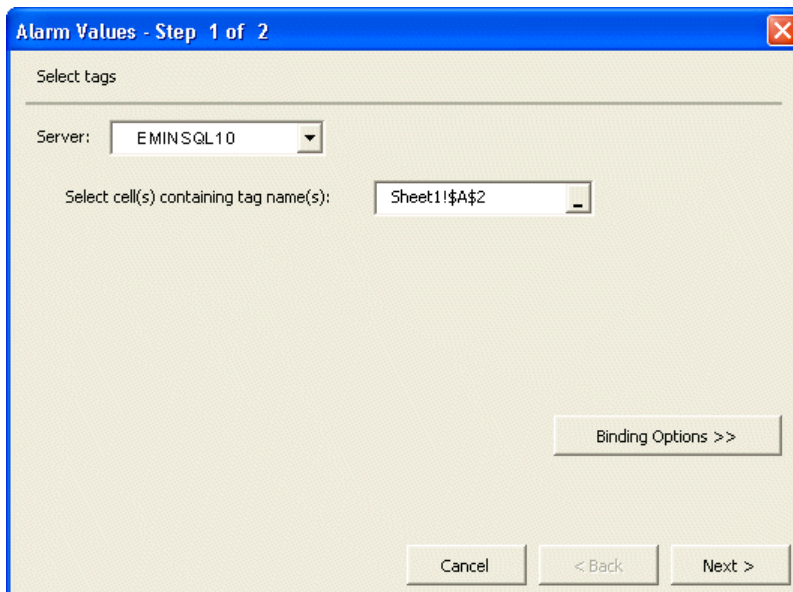 Alarm Values - Step 1 of 2
Select tags
Server: EMINSQL10
Select cell(s) containing tag name(s): Sheet1!$A$2
Binding Options >>
Cancel < Back Next >